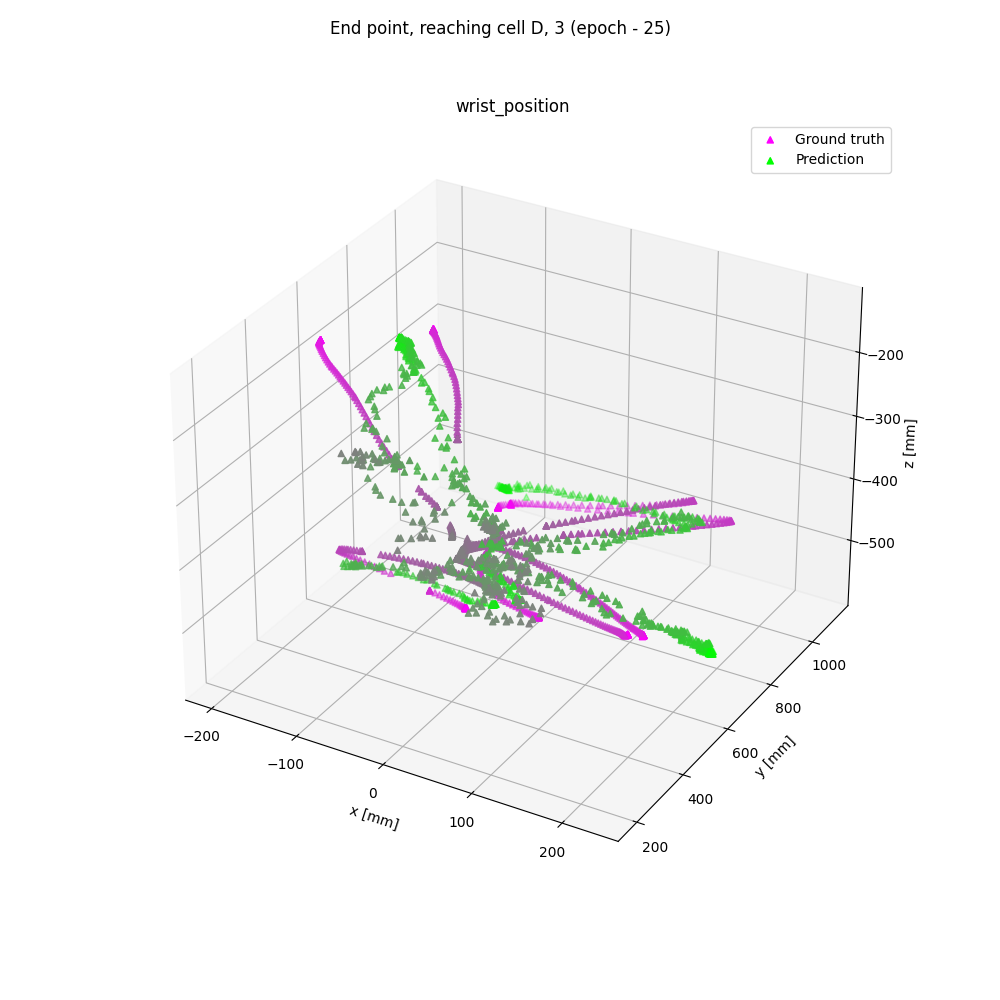 End point, reaching cell D, 3 (epoch - 25)
wrist_position
Ground truth
Prediction
−200
−300
−400
−500
z [mm]
1000
800
600
400
200
y [mm]
−200
−100
0
100
200
x [mm]